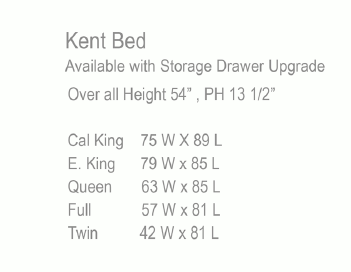 Kent Bed
Available with Storage Drawer Upgrade
Over all Height 54” , PH 13 1/2”
Cal King 75 W X 89 L
E. King 79 W x 85 L
Queen 63 W x 85 L
Full 57 W x 81 L
Twin 42 W x 81 L